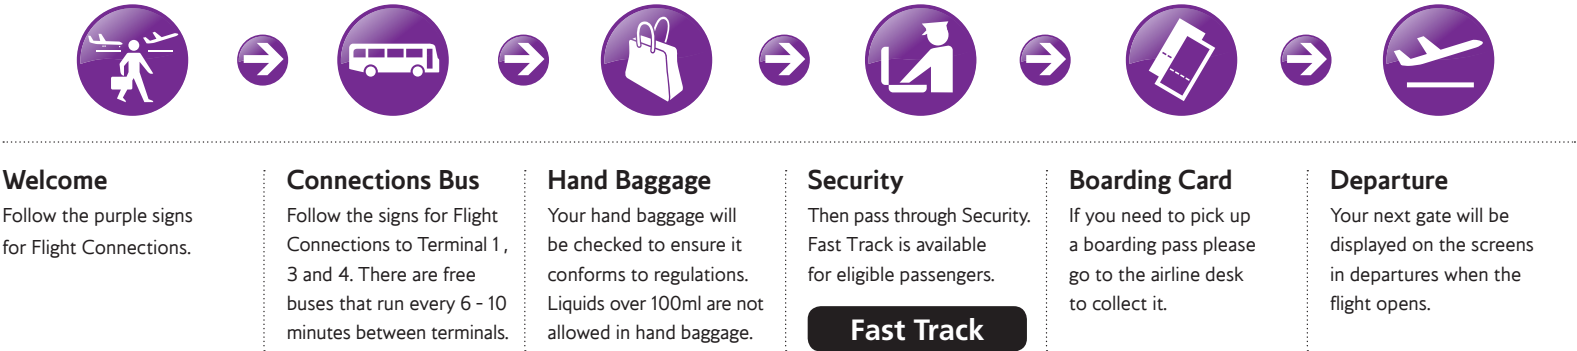 Welcome
Follow the purple signs
for Flight Connections.
Connections Bus
Follow the signs for Flight
Connections to Terminal 1 ,
3 and 4. There are free
buses that run every 6 - 10
minutes between terminals.
Hand Baggage
Your hand baggage will
be checked to ensure it
conforms to regulations.
Liquids over 100ml are not
allowed in hand baggage.
Security
Then pass through Security.
Fast Track is available
for eligible passengers.
Fast Track
Boarding Card
If you need to pick up
a boarding pass please
go to the airline desk
to collect it.
Departure
Your next gate will be
displayed on the screens
in departures when the
flight opens.